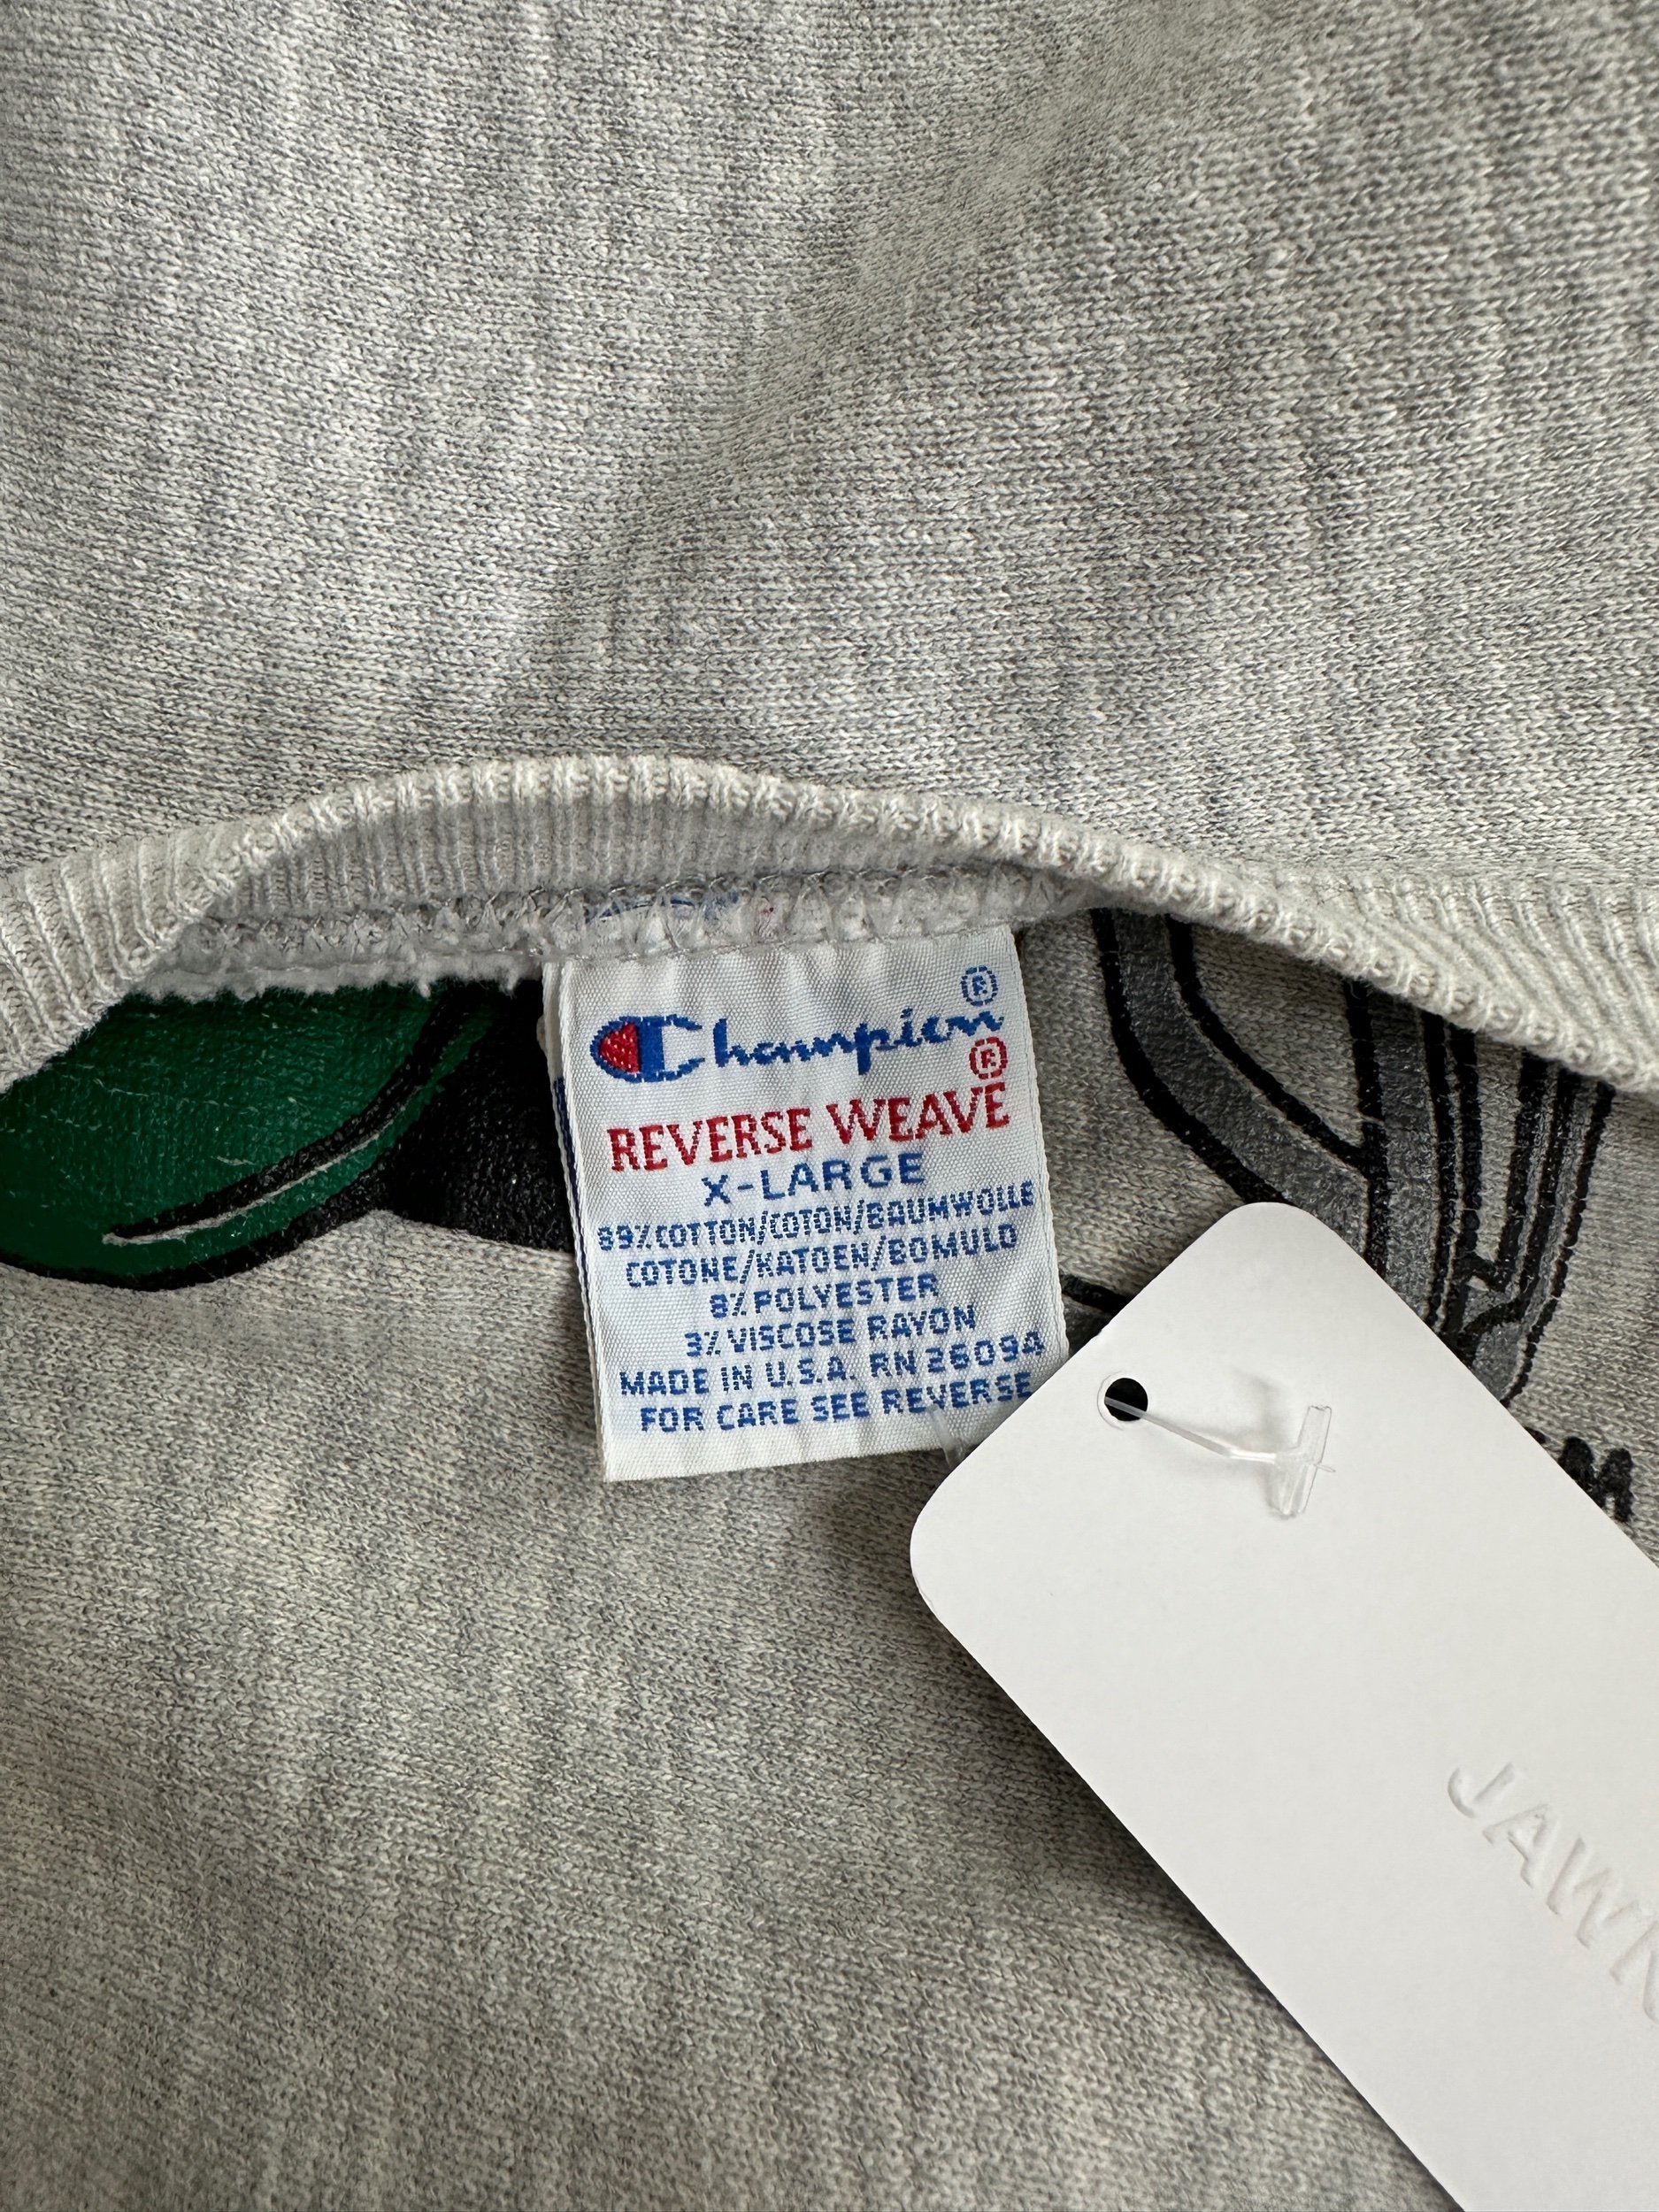 Champion®
®
REVERSE WEAVE
X-LARGE
89% COTTON/COTON/BAUMWOLLE
COTONE/KATOEN/BOMULD
8% POLYESTER
3% VISCOSE RAYON
MADE IN U.S.A. RN 26094
FOR CARE SEE REVERSE
JAWN